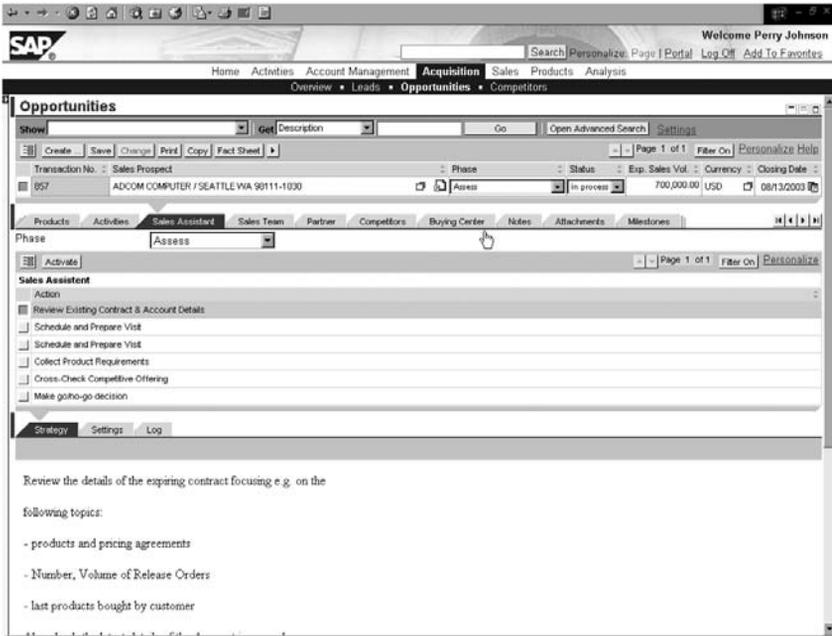 Welcome Perry Johnson
SAP
Search Personalize: Page | Portal Log Off Add To Favorites
Home Activities Account Management Acquisition Sales Products Analysis
Overview ▪ Leads ▪ Opportunities ▪ Competitors
Opportunities
Show Get Description Go Open Advanced Search Settings
Create ... Save Change Print Copy Fact Sheet Page 1 of 1 Filter On Personalize Help
Transaction No. Sales Prospect Phase Status Exp. Sales Vol. Currency Closing Date
857 ADCOM COMPUTER / SEATTLE WA 98111-1030 Assess in process 700,000.00 USD 08/13/2003
Products Activities Sales Assistant Sales Team Partner Competitors Buying Center Notes Attachments Milestones
Phase Assess
Activate Page 1 of 1 Filter On Personalize
Sales Assistent
Action
Review Existing Contract & Account Details
Schedule and Prepare Visit
Schedule and Prepare Visit
Collect Product Requirements
Cross-Check Competitive Offering
Make go/no-go decision
Strategy Settings Log
Review the details of the expiring contract focusing e.g. on the
following topics:
- products and pricing agreements
- Number, Volume of Release Orders
- last products bought by customer